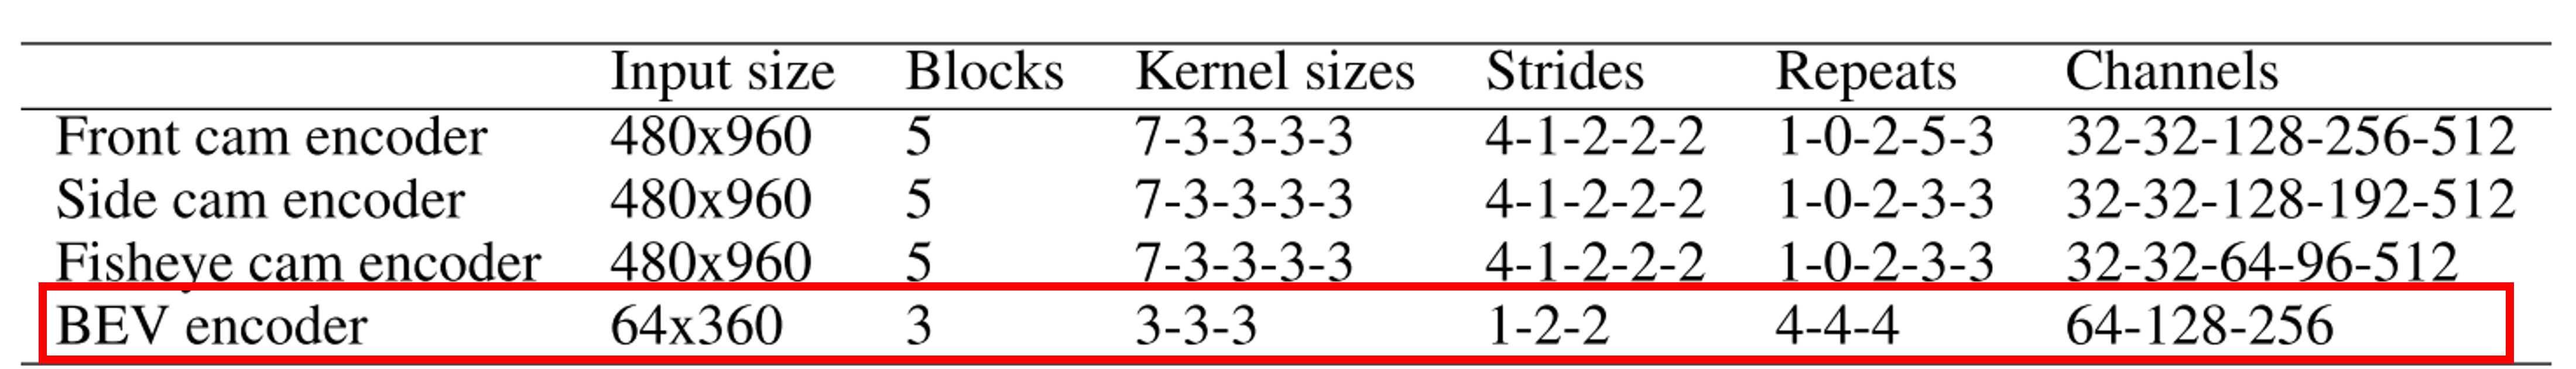 Input size Blocks Kernel sizes Strides Repeats Channels
Front cam encoder 480x960 5 7-3-3-3-3 4-1-2-2-2 1-0-2-5-3 32-32-128-256-512
Side cam encoder 480x960 5 7-3-3-3-3 4-1-2-2-2 1-0-2-3-3 32-32-128-192-512
Fisheye cam encoder 480x960 5 7-3-3-3-3 4-1-2-2-2 1-0-2-3-3 32-32-64-96-512
BEV encoder 64x360 3 3-3-3 1-2-2 4-4-4 64-128-256